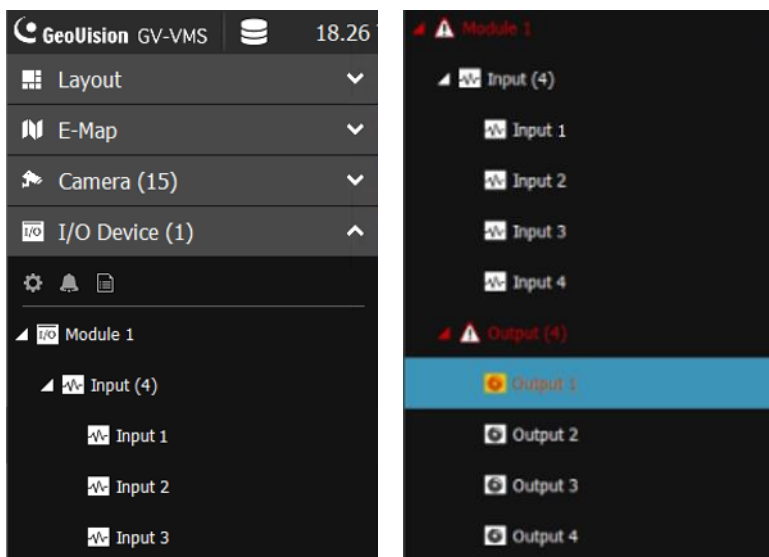 GeoVision GV-VMS 18.26
Layout
E-Map
Camera (15)
I/O Device (1)
I/O Module 1
Input (4)
Input 1
Input 2
Input 3
Module 1
Input (4)
Input 1
Input 2
Input 3
Input 4
Output (4)
Output 1
Output 2
Output 3
Output 4